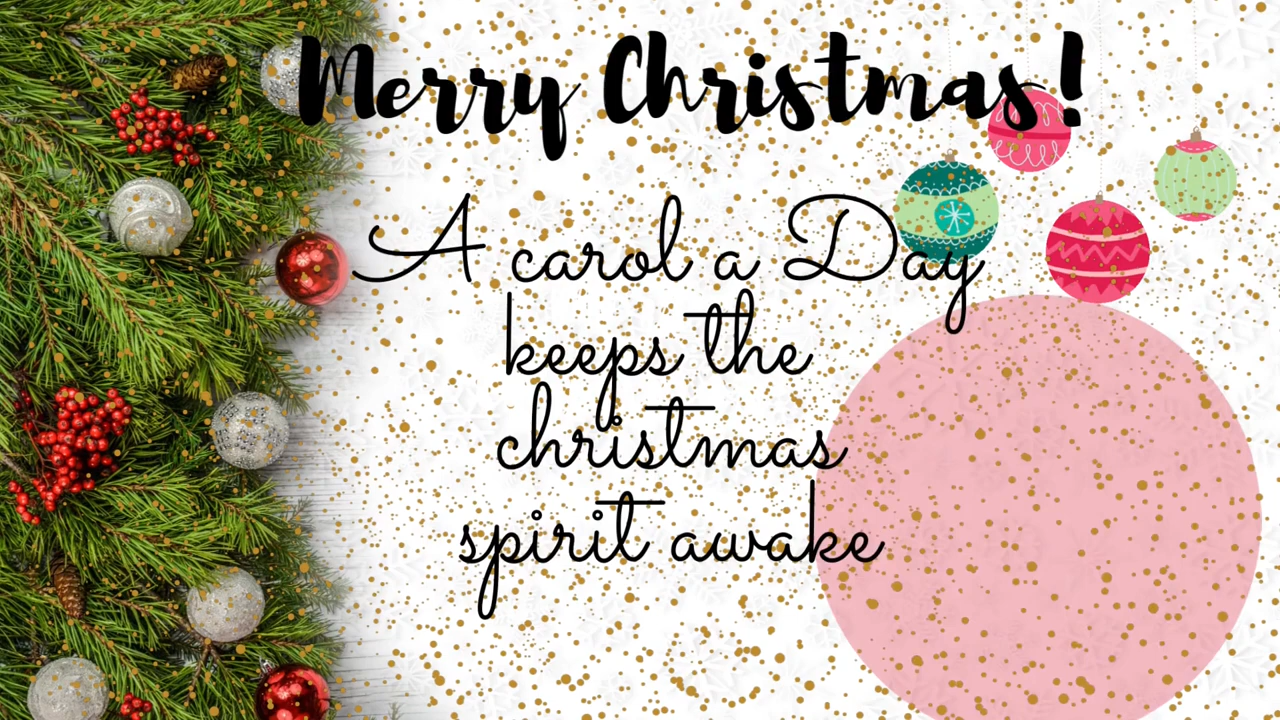 Merry Christmas!
A carol a Day
keeps the
christmas
spirit awake